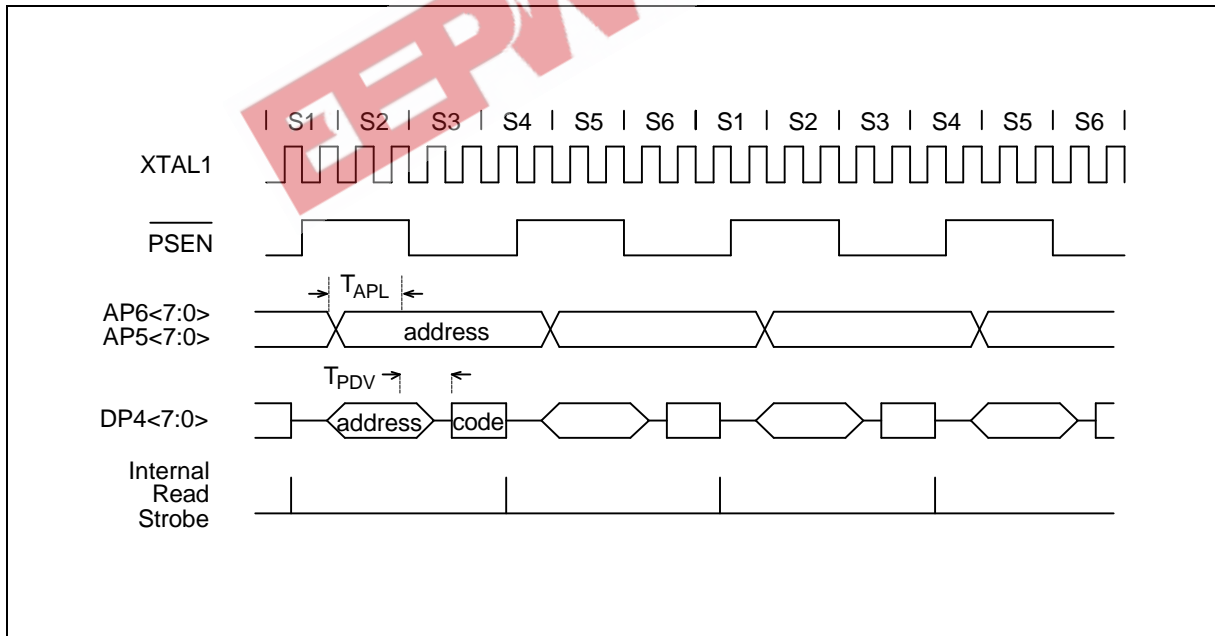 EEPW
| S1 | S2 | S3 | S4 | S5 | S6 | S1 | S2 | S3 | S4 | S5 | S6 |
XTAL1
PSEN
TAPL
AP6<7:0>
AP5<7:0>
address
TPDV
DP4<7:0>
address
code
Internal
Read
Strobe